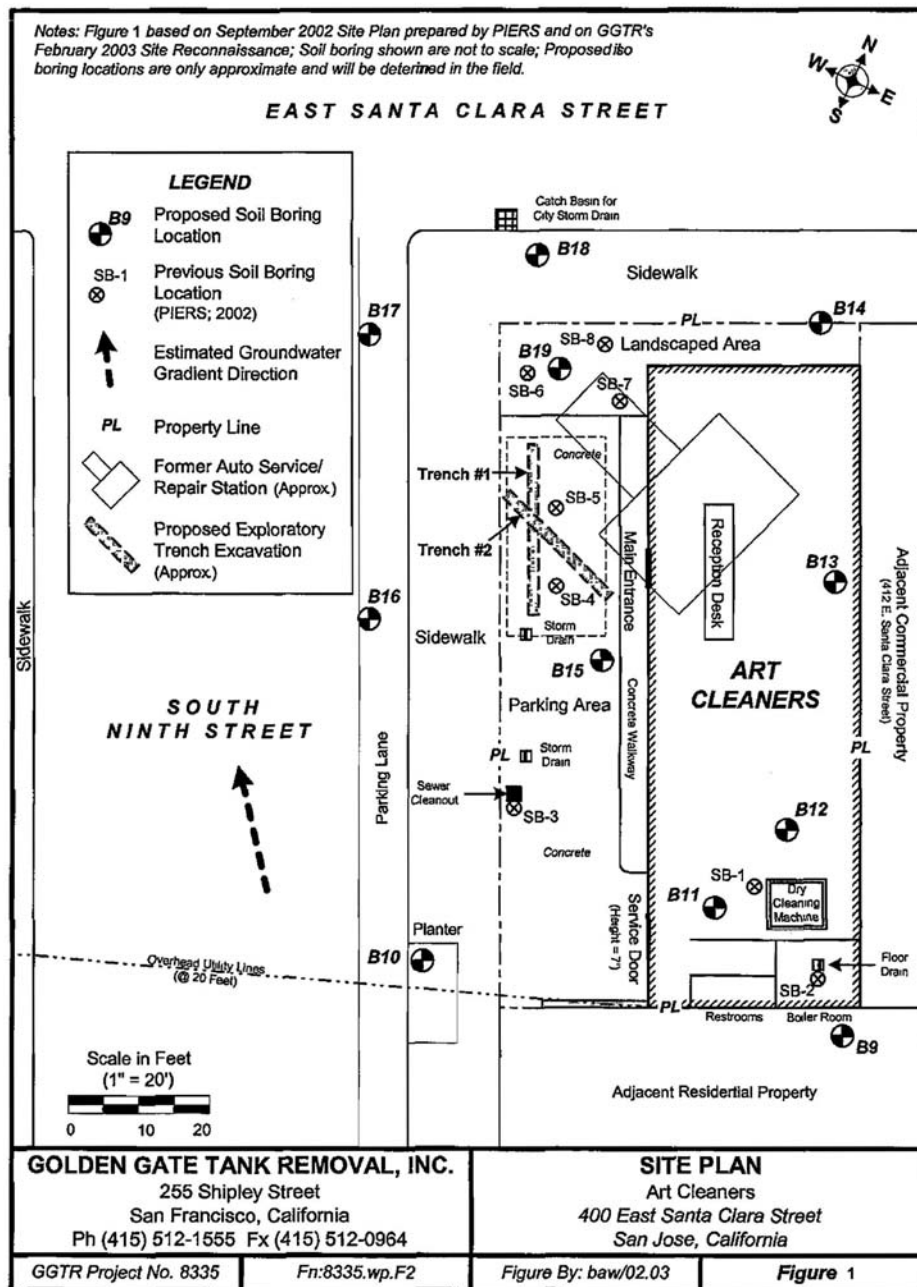 Notes: Figure 1 based on September 2002 Site Plan prepared by PIERS and on GGTR's
February 2003 Site Reconnaissance; Soil boring shown are not to scale; Proposed
boring locations are only approximate and will be deterined in the field.
N
W
E
S
EAST SANTA CLARA STREET
LEGEND
B9 Proposed Soil Boring
Location
SB-1 Previous Soil Boring
Location
(PIERS; 2002)
Estimated Groundwater
Gradient Direction
PL Property Line
Former Auto Service/
Repair Station (Approx.)
Proposed Exploratory
Trench Excavation
(Approx.)
Catch Basin for
City Storm Drain
B18
Sidewalk
B17
PL
B14
SB-8
Landscaped Area
B19
SB-6
SB-7
Trench #1
Concrete
SB-5
Trench #2
Main Entrance
Reception Desk
B13
Adjacent Commercial Property
(412 E. Santa Clara Street)
SB-4
B16
Sidewalk
Sidewalk
Storm
Drain
B15
ART
CLEANERS
Parking Area
SOUTH
NINTH STREET
Concrete Walkway
PL
PL
Storm
Drain
Parking Lane
Sewer
Cleanout
SB-3
B12
Concrete
SB-1
B11
Dry
Cleaning
Machine
Service Door
(Height = 7')
Planter
B10
Overhead Utility Lines
(@ 20 Feet)
Floor
Drain
SB-2
PL
Restrooms
Boiler Room
B9
Scale in Feet
(1" = 20')
0 10 20
Adjacent Residential Property
GOLDEN GATE TANK REMOVAL, INC.
255 Shipley Street
San Francisco, California
Ph (415) 512-1555 Fx (415) 512-0964
SITE PLAN
Art Cleaners
400 East Santa Clara Street
San Jose, California
GGTR Project No. 8335
Fn:8335.wp.F2
Figure By: baw/02.03
Figure 1